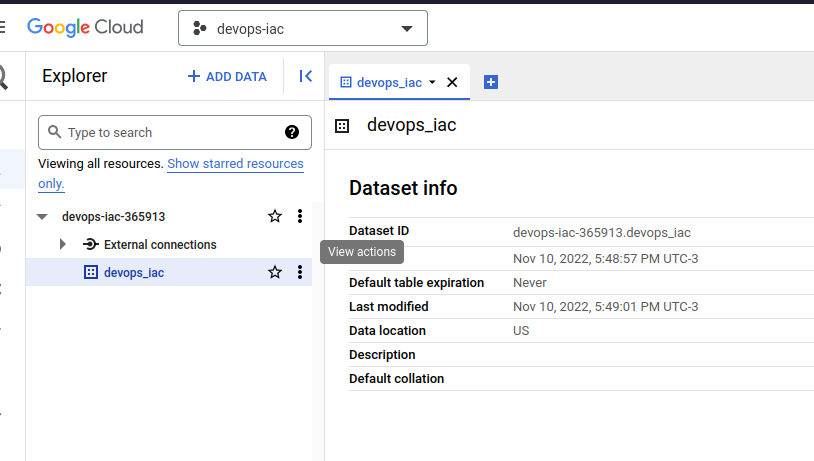 Google Cloud
devops-iac
Explorer
+ ADD DATA
devops_iac
Type to search
Viewing all resources. Show starred resources
only.
devops-iac-365913
External connections
devops_iac
View actions
devops_iac
Dataset info
Dataset ID devops-iac-365913.devops_iac
Nov 10, 2022, 5:48:57 PM UTC-3
Default table expiration Never
Last modified Nov 10, 2022, 5:49:01 PM UTC-3
Data location US
Description
Default collation